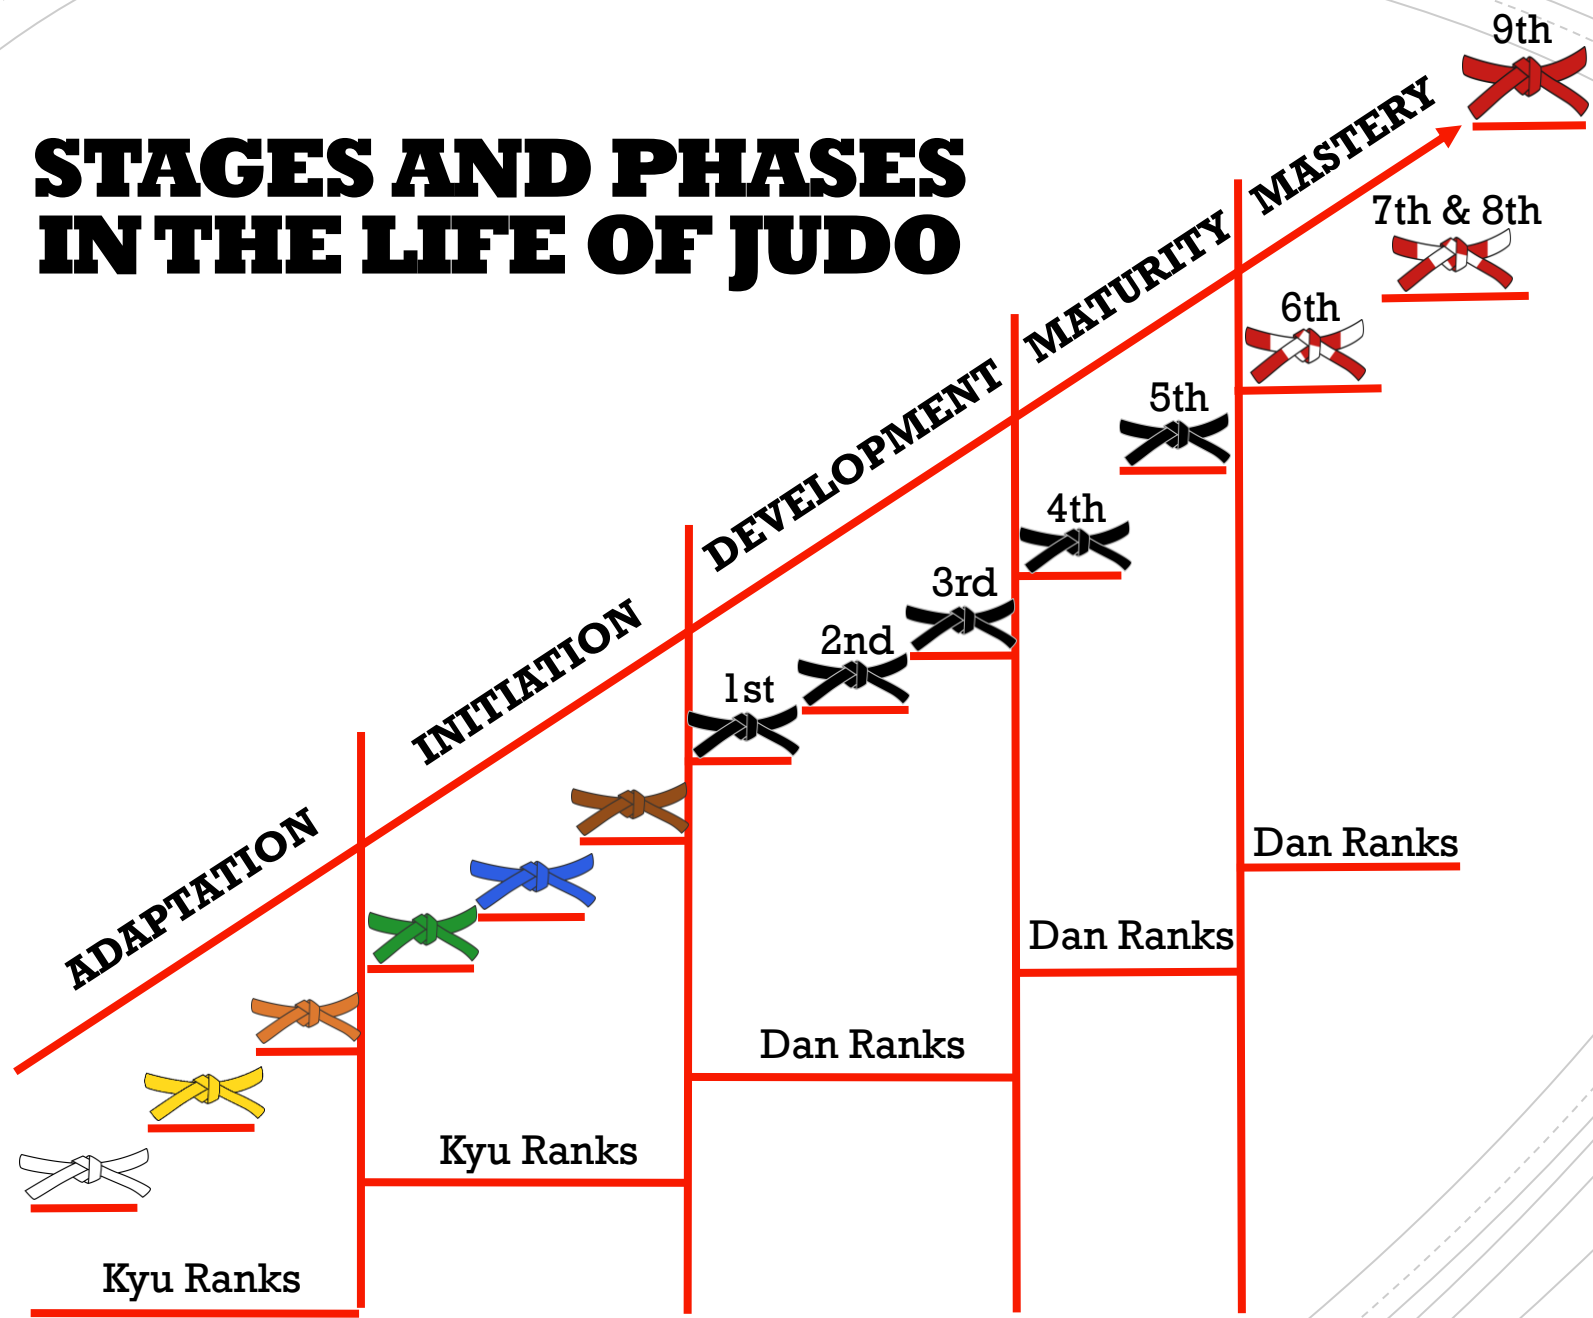 STAGES AND PHASES
IN THE LIFE OF JUDO
ADAPTATION
INITIATION
DEVELOPMENT
MATURITY
MASTERY
9th
7th & 8th
6th
5th
4th
3rd
2nd
1st
Dan Ranks
Dan Ranks
Dan Ranks
Kyu Ranks
Kyu Ranks